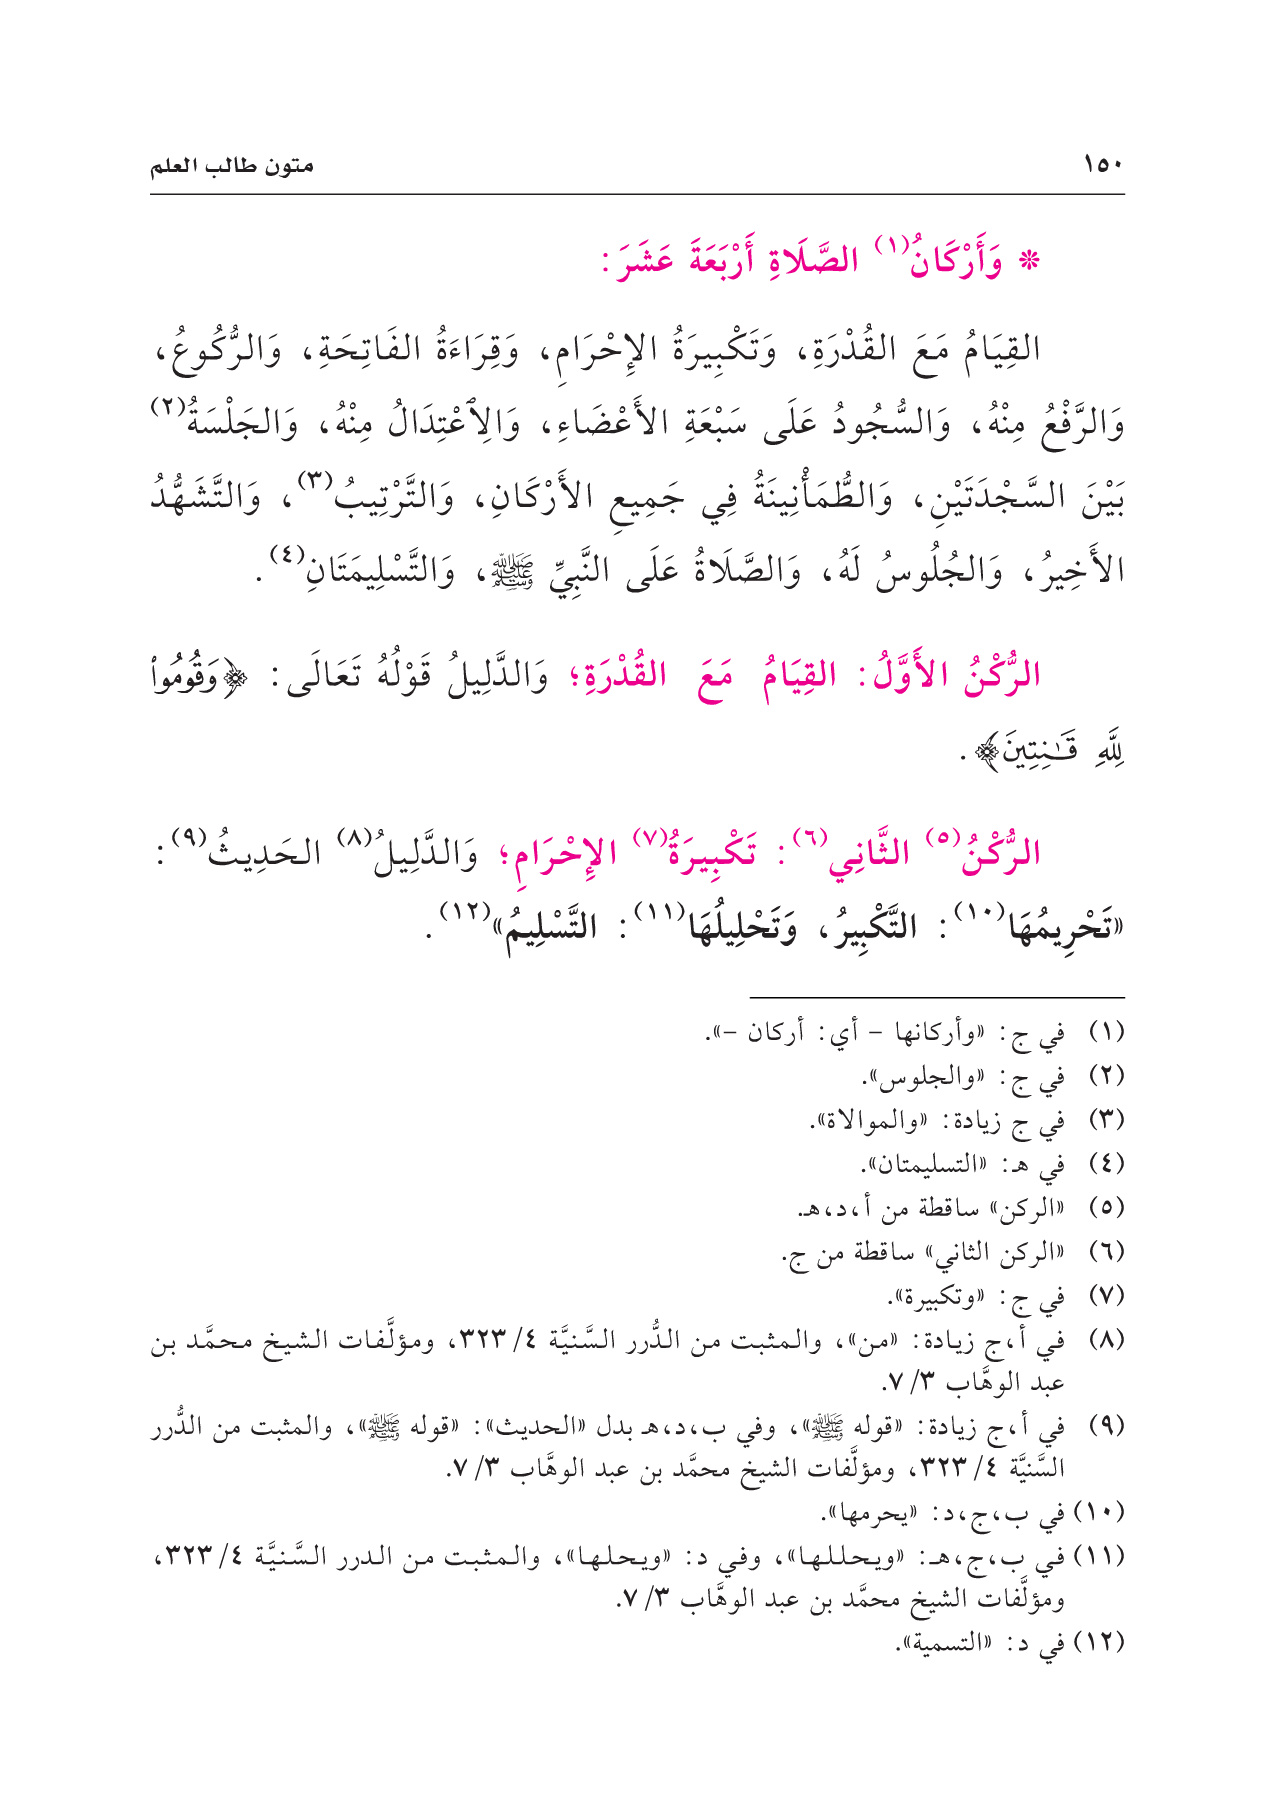 ١٥٠ متون طالب العلم
* وَأَرْكَانُ(١) الصَّلَاةِ أَرْبَعَةَ عَشَرَ:
القِيَامُ مَعَ القُدْرَةِ، وَتَكْبِيرَةُ الإِحْرَامِ، وَقِرَاءَةُ الفَاتِحَةِ، وَالرُّكُوعُ،
وَالرَّفْعُ مِنْهُ، وَالسُّجُودُ عَلَى سَبْعَةِ الأَعْضَاءِ، وَالِاعْتِدَالُ مِنْهُ، وَالجَلْسَةُ(٢)
بَيْنَ السَّجْدَتَيْنِ، وَالطُّمَأْنِينَةُ فِي جَمِيعِ الأَرْكَانِ، وَالتَّرْتِيبُ(٣)، وَالتَّشَهُّدُ
الأَخِيرُ، وَالجُلُوسُ لَهُ، وَالصَّلَاةُ عَلَى النَّبِيِّ ﷺ، وَالتَّسْلِيمَتَانِ(٤).
الرُّكْنُ الأَوَّلُ: القِيَامُ مَعَ القُدْرَةِ؛ وَالدَّلِيلُ قَوْلُهُ تَعَالَى: ﴿وَقُومُوا۟
لِلَّهِ قَـٰنِتِينَ﴾.
الرُّكْنُ(٥) الثَّانِي(٦): تَكْبِيرَةُ(٧) الإِحْرَامِ؛ وَالدَّلِيلُ(٨) الحَدِيثُ(٩):
«تَحْرِيمُهَا(١٠): التَّكْبِيرُ، وَتَحْلِيلُهَا(١١): التَّسْلِيمُ»(١٢).
(١) في ج: «وأركانها - أي: أركان -».
(٢) في ج: «والجلوس».
(٣) في ج زيادة: «والموالاة».
(٤) في هـ: «التسليمتان».
(٥) «الركن» ساقطة من أ،د،هـ.
(٦) «الركن الثاني» ساقطة من ج.
(٧) في ج: «وتكبيرة».
(٨) في أ،ج زيادة: «من»، والمثبت من الدُّرر السَّنيَّة ٤/ ٣٢٣، ومؤلَّفات الشيخ محمَّد بن
عبد الوهَّاب ٣/ ٧.
(٩) في أ،ج زيادة: «قوله ﷺ»، وفي ب،د،هـ بدل «الحديث»: «قوله ﷺ»، والمثبت من الدُّرر
السَّنيَّة ٤/ ٣٢٣، ومؤلَّفات الشيخ محمَّد بن عبد الوهَّاب ٣/ ٧.
(١٠) في ب،ج،د: «يحرمها».
(١١) في ب،ج،هـ: «ويحللها»، وفي د: «ويحلها»، والمثبت من الدرر السَّنيَّة ٤/ ٣٢٣،
ومؤلَّفات الشيخ محمَّد بن عبد الوهَّاب ٣/ ٧.
(١٢) في د: «التسمية».